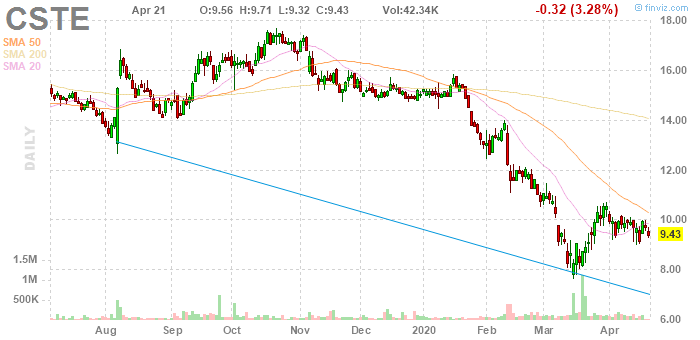 CSTE
Apr 21 O:9.56 H:9.71 L:9.32 C:9.43 Vol:42.34K -0.32 (3.28%)
© finviz.com
SMA 50
SMA 200
SMA 20
DAILY
18.00
16.00
14.00
12.00
10.00
9.43
8.00
6.00
1.5M
1M
500K
Aug Sep Oct Nov Dec 2020 Feb Mar Apr